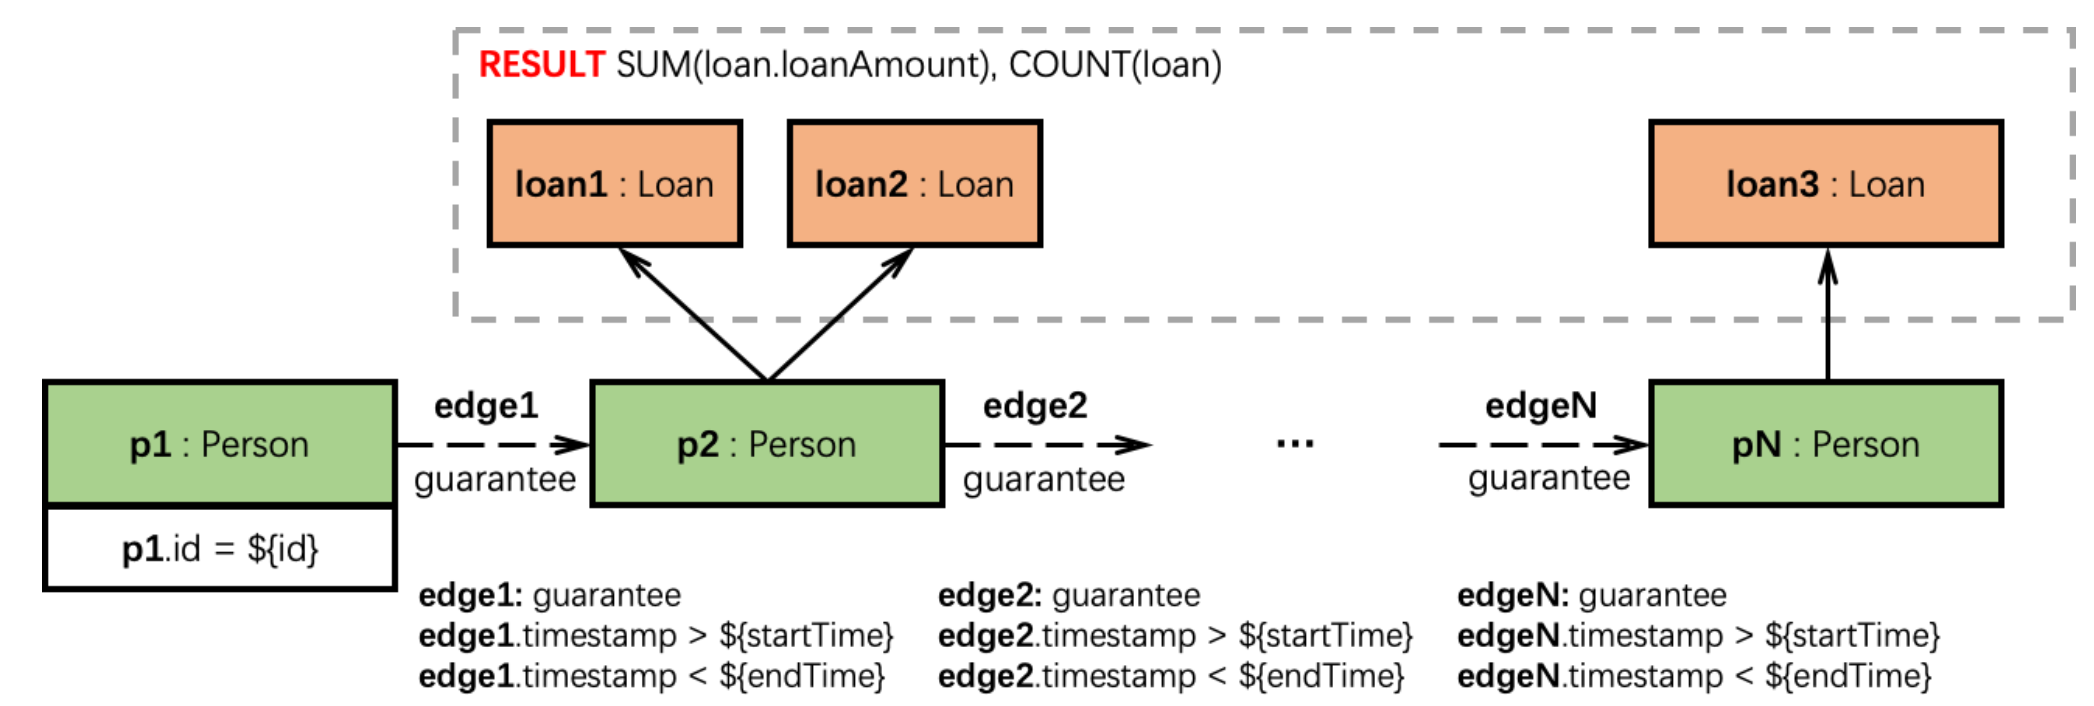 RESULT SUM(loan.loanAmount), COUNT(loan)
loan1 : Loan
loan2 : Loan
loan3 : Loan
edge1
edge2
edgeN
p1 : Person
p2 : Person
...
pN : Person
guarantee
guarantee
guarantee
p1.id = ${id}
edge1: guarantee
edge1.timestamp > ${startTime}
edge1.timestamp < ${endTime}
edge2: guarantee
edge2.timestamp > ${startTime}
edge2.timestamp < ${endTime}
edgeN: guarantee
edgeN.timestamp > ${startTime}
edgeN.timestamp < ${endTime}